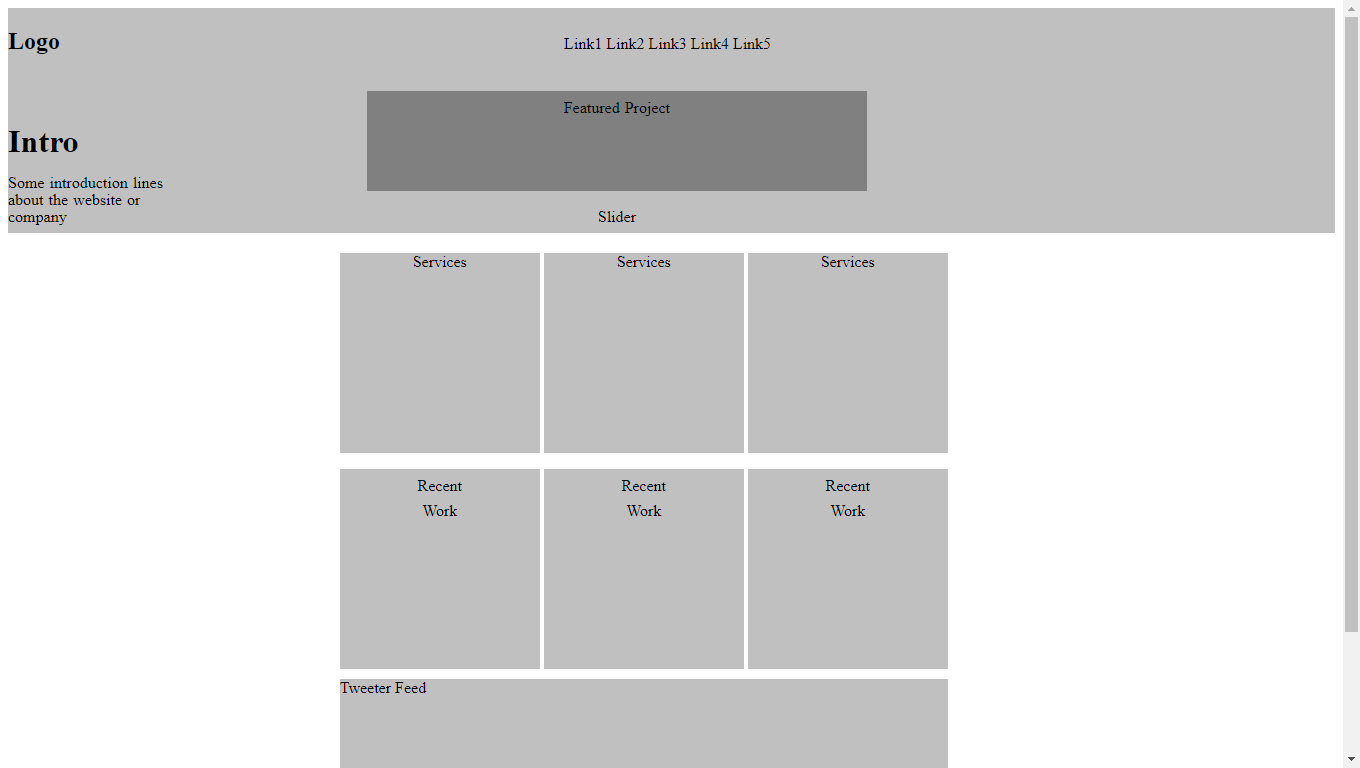 Logo
Link1 Link2 Link3 Link4 Link5
Featured Project
Intro
Some introduction lines
about the website or
company
Slider
Services
Services
Services
Recent
Work
Recent
Work
Recent
Work
Tweeter Feed